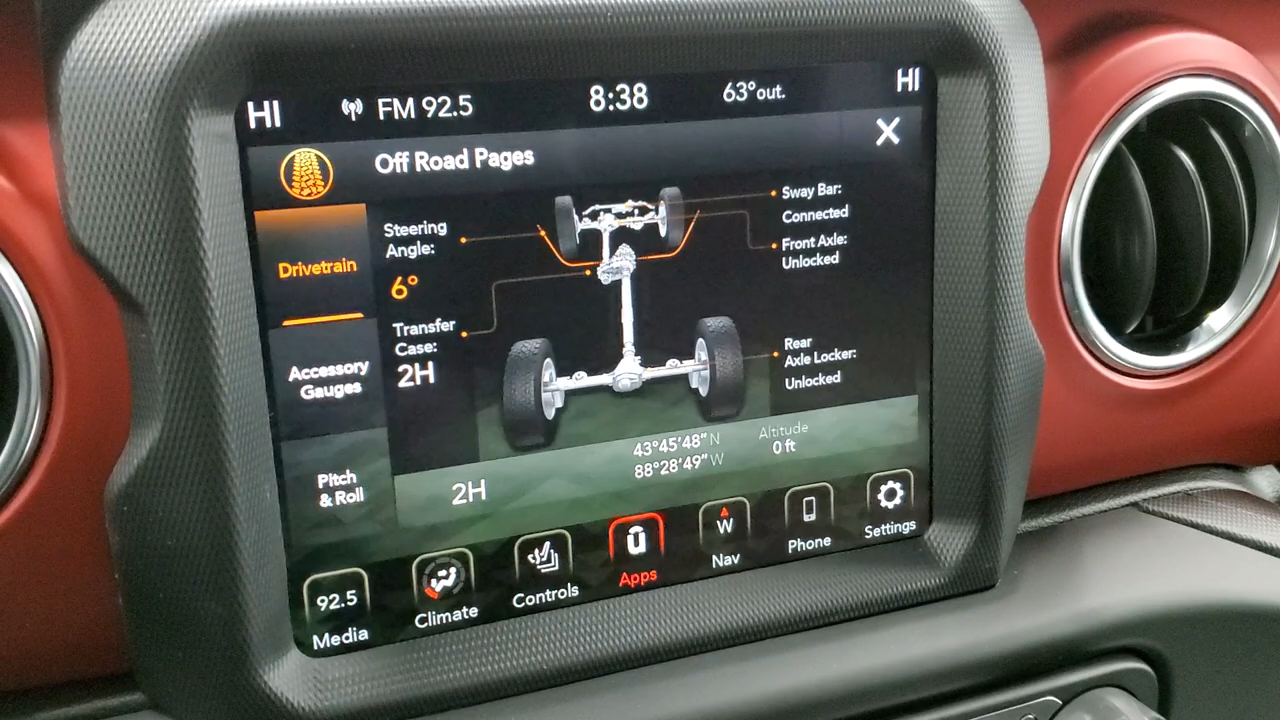 HI
FM 92.5
8:38
63°out.
HI
Off Road Pages
X
Drivetrain
Accessory
Gauges
Pitch
& Roll
Steering
Angle:
6°
Transfer
Case:
2H
Sway Bar:
Connected
Front Axle:
Unlocked
Rear
Axle Locker:
Unlocked
2H
43°45'48" N
88°28'49" W
Altitude
0 ft
92.5
Media
Climate
Controls
Apps
W
Nav
Phone
Settings